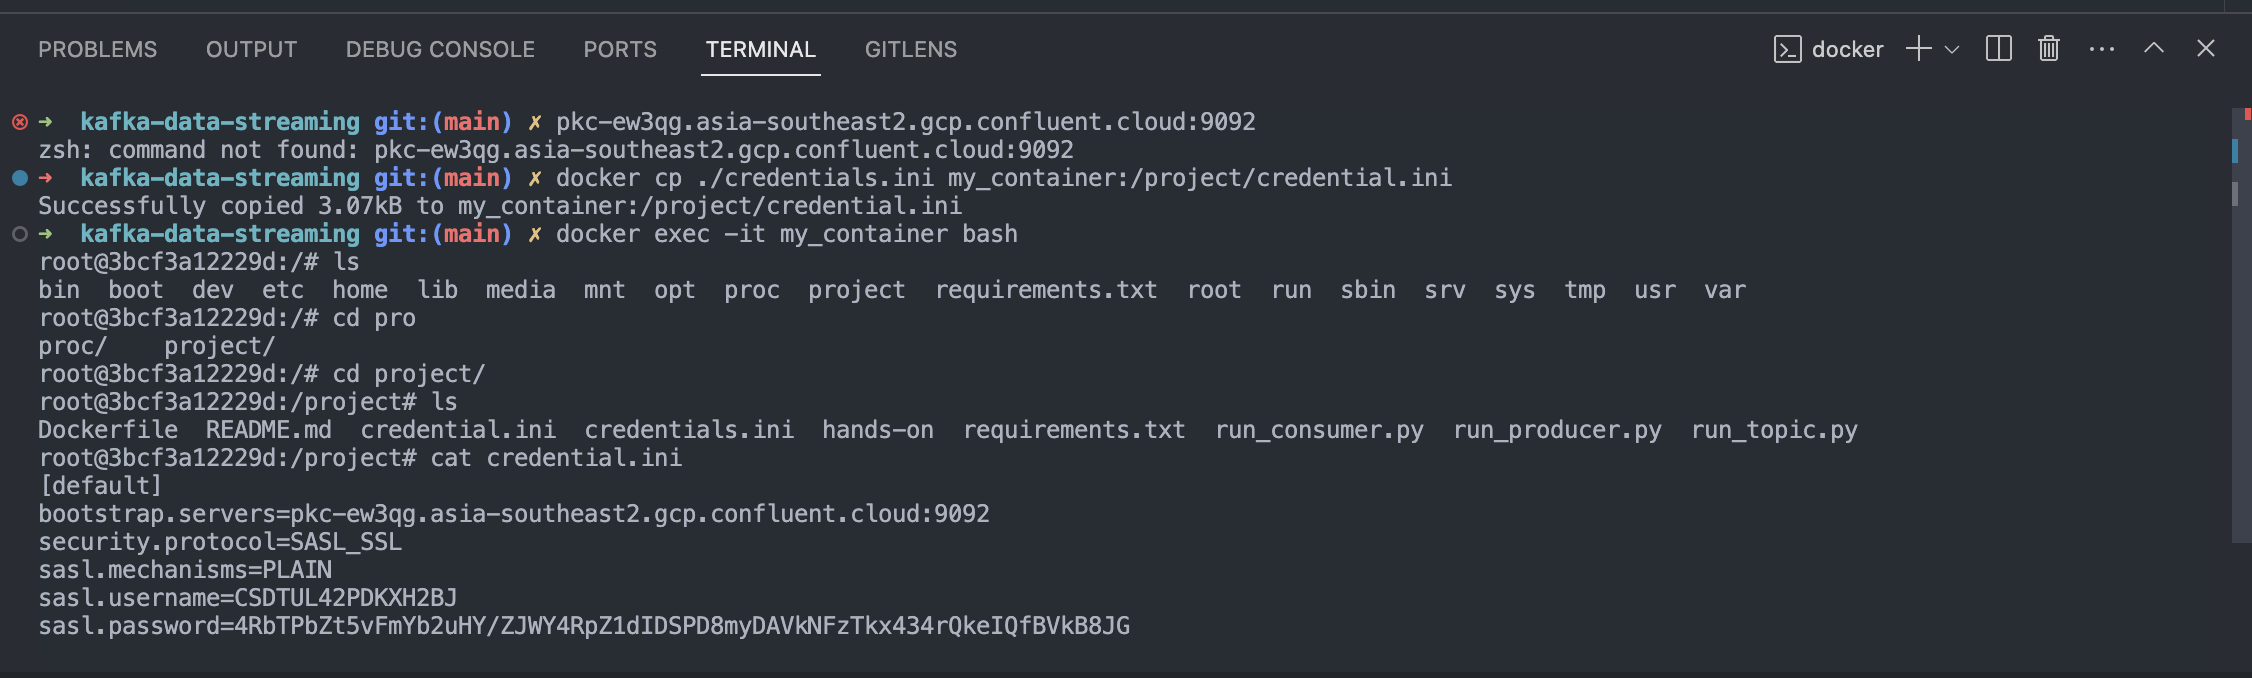 PROBLEMS OUTPUT DEBUG CONSOLE PORTS TERMINAL GITLENS docker
➜ kafka-data-streaming git:(main) ✗ pkc-ew3qg.asia-southeast2.gcp.confluent.cloud:9092
zsh: command not found: pkc-ew3qg.asia-southeast2.gcp.confluent.cloud:9092
➜ kafka-data-streaming git:(main) ✗ docker cp ./credentials.ini my_container:/project/credential.ini
Successfully copied 3.07kB to my_container:/project/credential.ini
➜ kafka-data-streaming git:(main) ✗ docker exec -it my_container bash
root@3bcf3a12229d:/# ls
bin boot dev etc home lib media mnt opt proc project requirements.txt root run sbin srv sys tmp usr var
root@3bcf3a12229d:/# cd pro
proc/ project/
root@3bcf3a12229d:/# cd project/
root@3bcf3a12229d:/project# ls
Dockerfile README.md credential.ini credentials.ini hands-on requirements.txt run_consumer.py run_producer.py run_topic.py
root@3bcf3a12229d:/project# cat credential.ini
[default]
bootstrap.servers=pkc-ew3qg.asia-southeast2.gcp.confluent.cloud:9092
security.protocol=SASL_SSL
sasl.mechanisms=PLAIN
sasl.username=CSDTUL42PDKXH2BJ
sasl.password=4RbTPbZt5vFmYb2uHY/ZJWY4RpZ1dIDSPD8myDAVkNFzTkx434rQkeIQfBVkB8JG